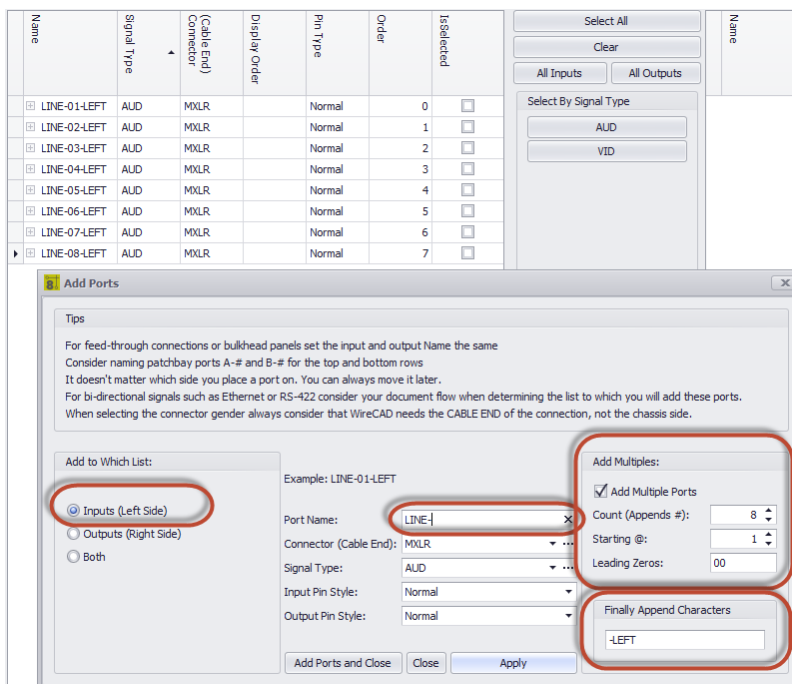 Name
Signal Type
(Cable End) Connector
Display Order
Pin Type
Order
IsSelected
LINE-01-LEFT AUD MXLR Normal 0
LINE-02-LEFT AUD MXLR Normal 1
LINE-03-LEFT AUD MXLR Normal 2
LINE-04-LEFT AUD MXLR Normal 3
LINE-05-LEFT AUD MXLR Normal 4
LINE-06-LEFT AUD MXLR Normal 5
LINE-07-LEFT AUD MXLR Normal 6
LINE-08-LEFT AUD MXLR Normal 7
Select All
Clear
All Inputs All Outputs
Select By Signal Type
AUD
VID
Name
8 Add Ports
Tips
For feed-through connections or bulkhead panels set the input and output Name the same
Consider naming patchbay ports A-# and B-# for the top and bottom rows
It doesn't matter which side you place a port on. You can always move it later.
For bi-directional signals such as Ethernet or RS-422 consider your document flow when determining the list to which you will add these ports.
When selecting the connector gender always consider that WireCAD needs the CABLE END of the connection, not the chassis side.
Add to Which List:
Inputs (Left Side)
Outputs (Right Side)
Both
Example: LINE-01-LEFT
Port Name: LINE-
Connector (Cable End): MXLR
Signal Type: AUD
Input Pin Style: Normal
Output Pin Style: Normal
Add Ports and Close Close Apply
Add Multiples:
Add Multiple Ports
Count (Appends #): 8
Starting @: 1
Leading Zeros: 00
Finally Append Characters
-LEFT